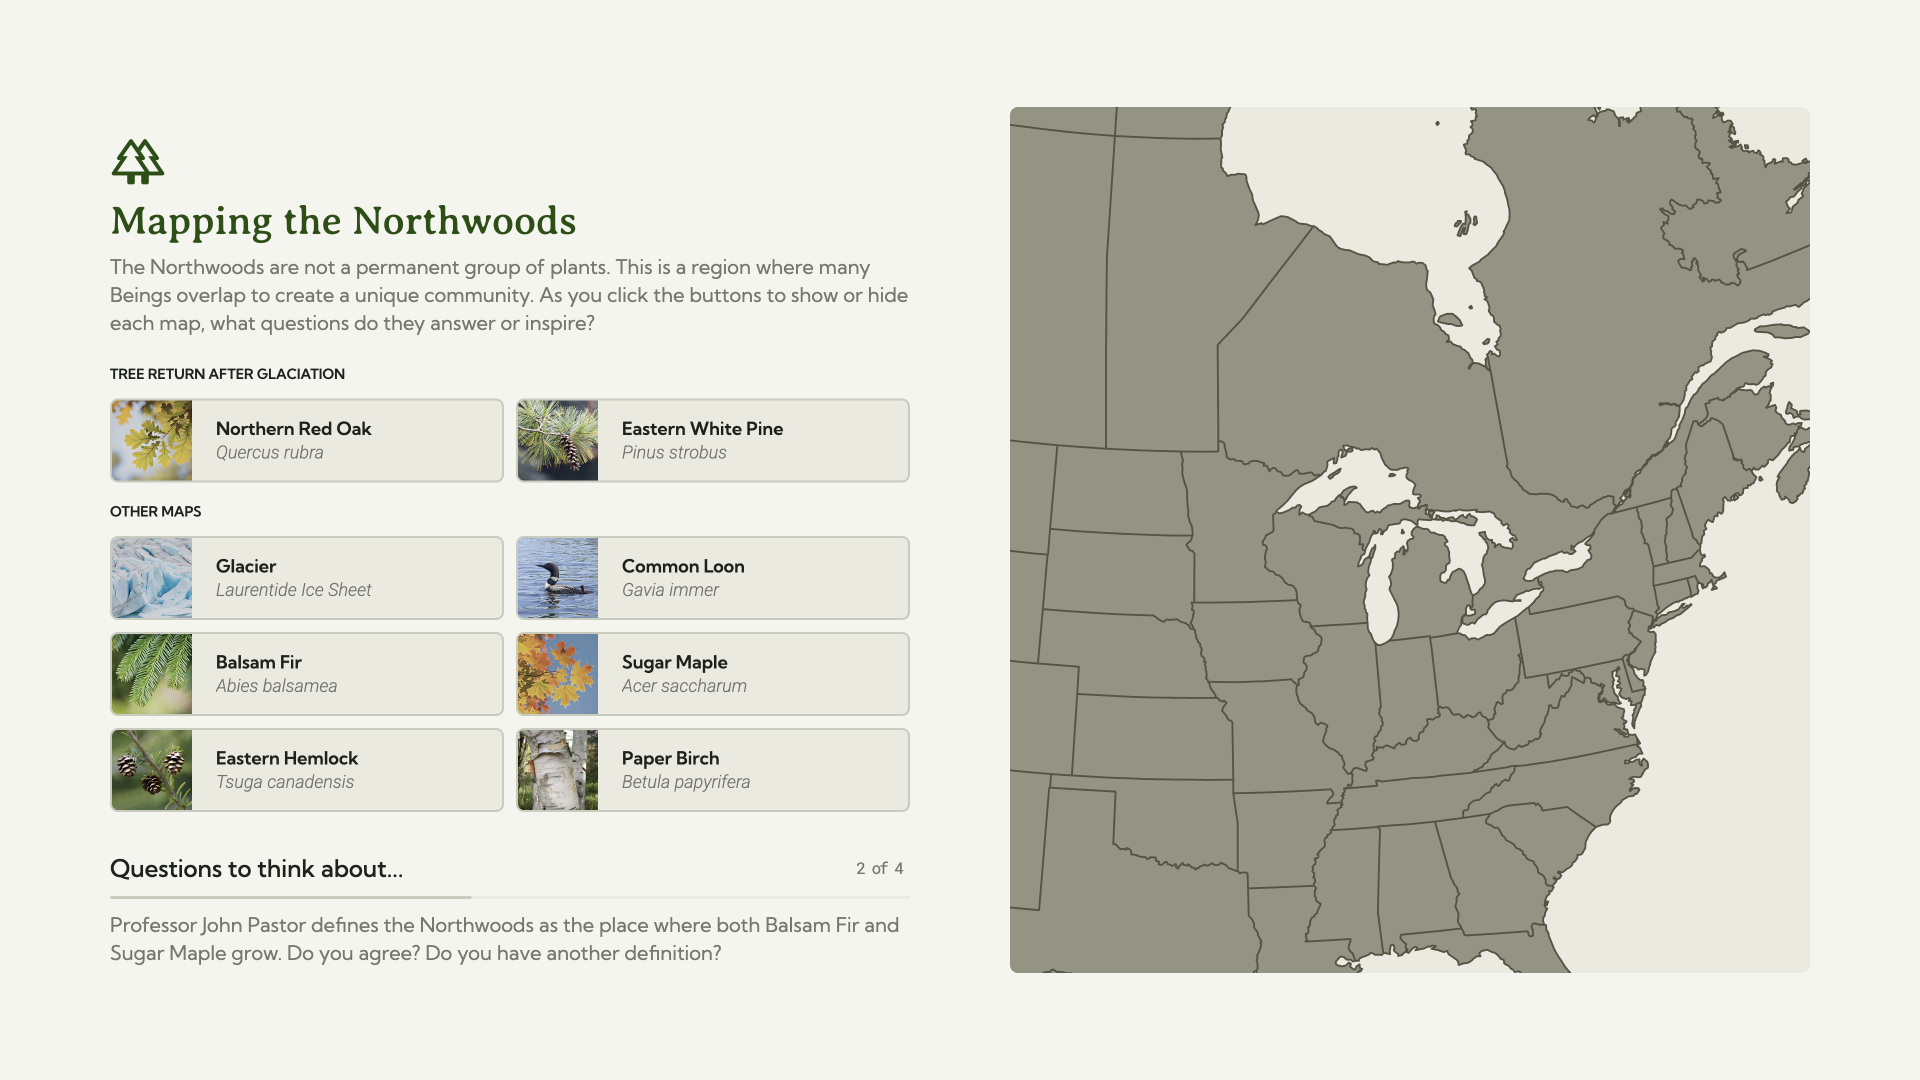 Mapping the Northwoods
The Northwoods are not a permanent group of plants. This is a region where many
Beings overlap to create a unique community. As you click the buttons to show or hide
each map, what questions do they answer or inspire?
TREE RETURN AFTER GLACIATION
Northern Red Oak
Quercus rubra
Eastern White Pine
Pinus strobus
OTHER MAPS
Glacier
Laurentide Ice Sheet
Common Loon
Gavia immer
Balsam Fir
Abies balsamea
Sugar Maple
Acer saccharum
Eastern Hemlock
Tsuga canadensis
Paper Birch
Betula papyrifera
Questions to think about...
2 of 4
Professor John Pastor defines the Northwoods as the place where both Balsam Fir and
Sugar Maple grow. Do you agree? Do you have another definition?